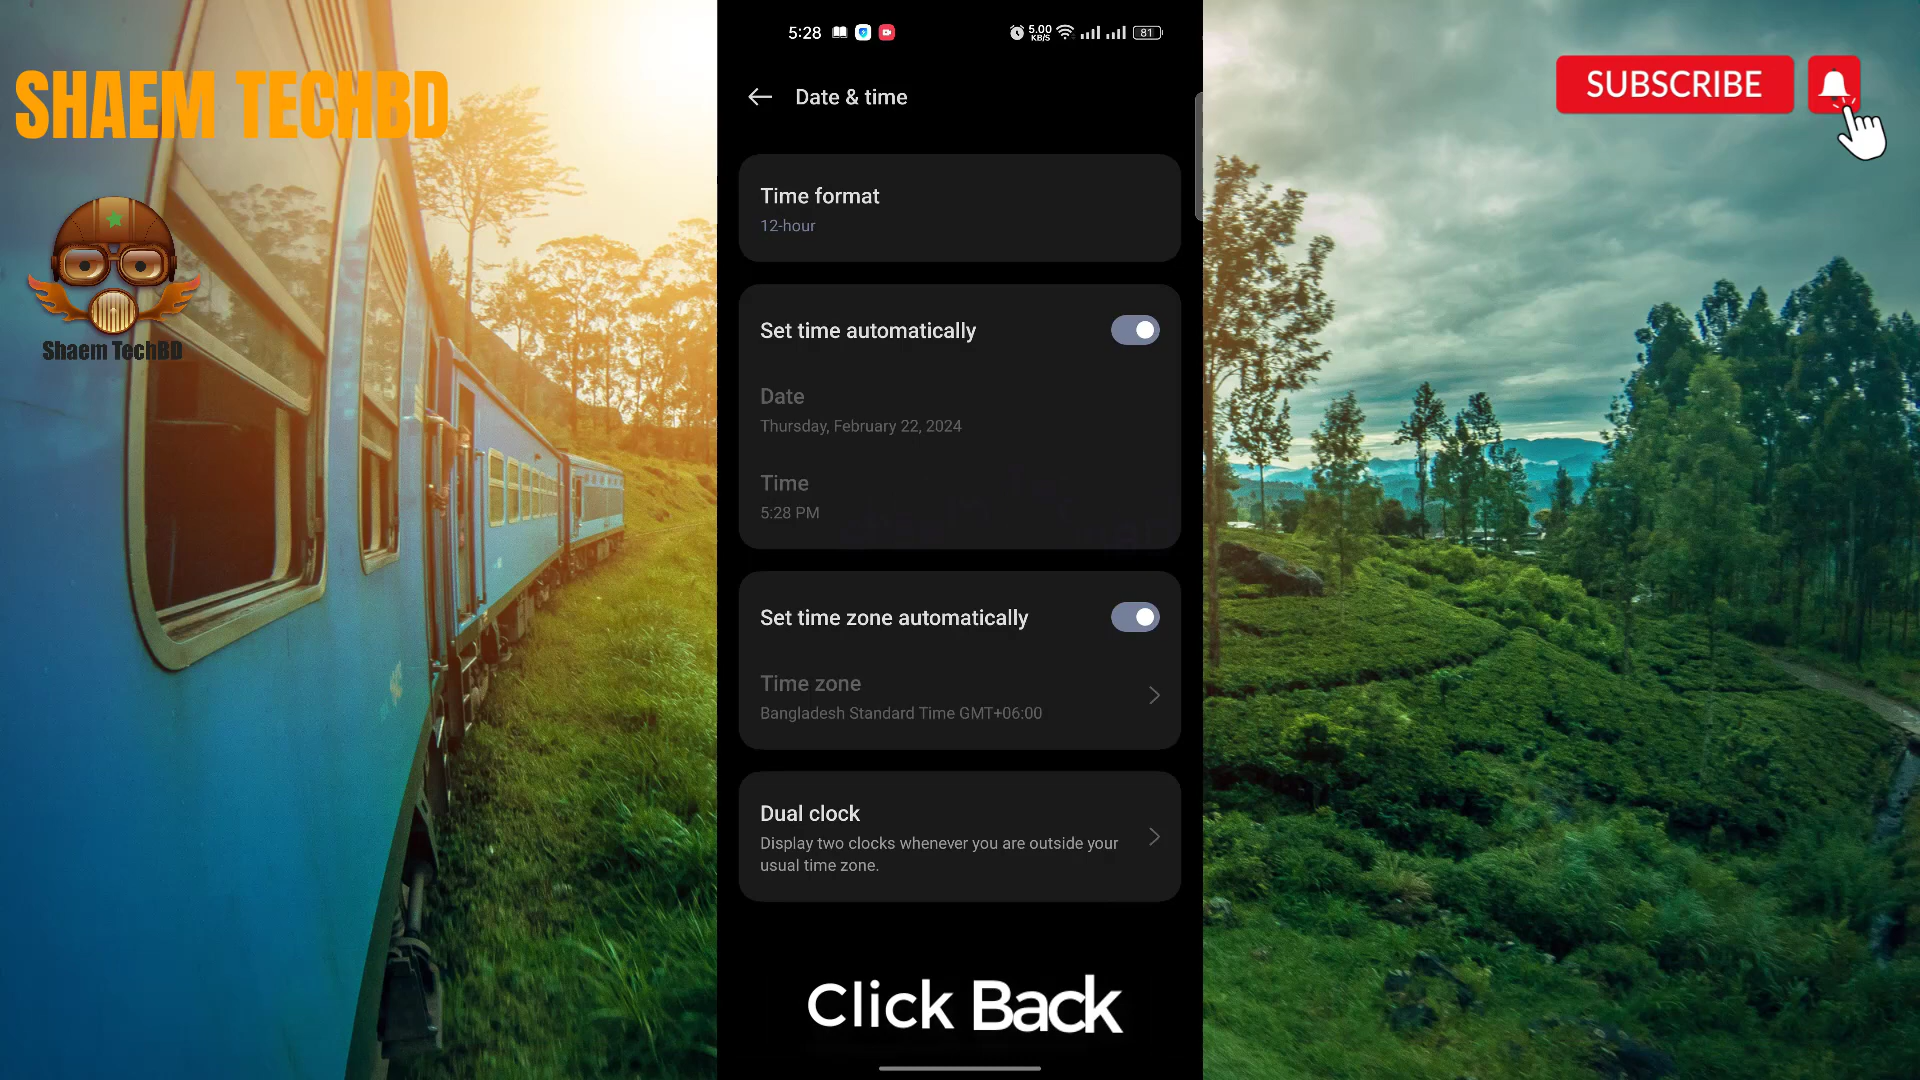 SHAEM TECHBD
Shaem TechBD
5:28
5.00
KB/S
81
Date & time
Time format
12-hour
Set time automatically
Date
Thursday, February 22, 2024
Time
5:28 PM
Set time zone automatically
Time zone
Bangladesh Standard Time GMT+06:00
Dual clock
Display two clocks whenever you are outside your
usual time zone.
Click Back
SUBSCRIBE